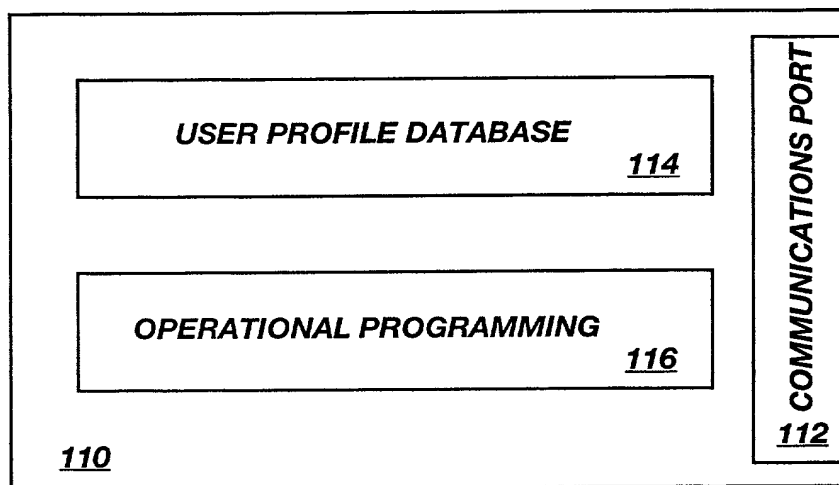 USER PROFILE DATABASE
114
OPERATIONAL PROGRAMMING
116
110
COMMUNICATIONS PORT
112